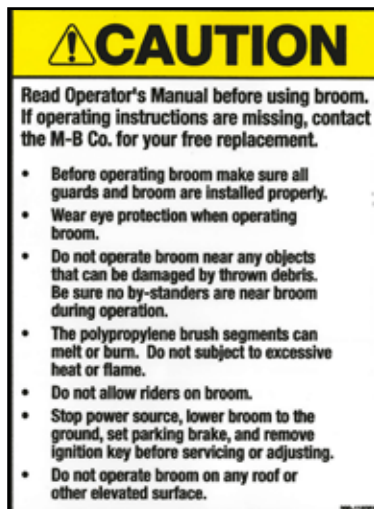 CAUTION
Read Operator's Manual before using broom.
If operating instructions are missing, contact
the M-B Co. for your free replacement.
• Before operating broom make sure all
guards and broom are installed properly.
• Wear eye protection when operating
broom.
• Do not operate broom near any objects
that can be damaged by thrown debris.
Be sure no by-standers are near broom
during operation.
• The polypropylene brush segments can
melt or burn. Do not subject to excessive
heat or flame.
• Do not allow riders on broom.
• Stop power source, lower broom to the
ground, set parking brake, and remove
ignition key before servicing or adjusting.
• Do not operate broom on any roof or
other elevated surface.